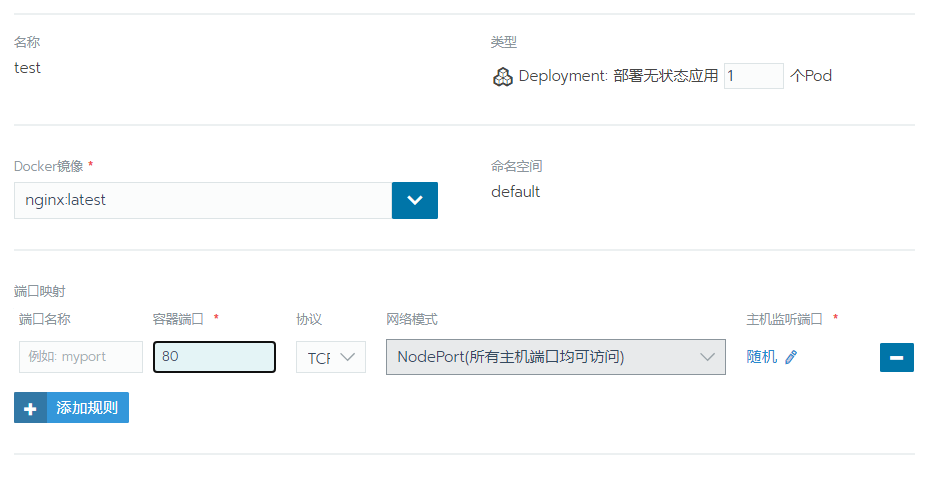 名称
类型
test
Deployment: 部署无状态应用 1 个Pod
Docker镜像 *
命名空间
nginx:latest
default
端口映射
端口名称 容器端口 * 协议 网络模式 主机监听端口 *
例如: myport 80 TCP NodePort(所有主机端口均可访问) 随机
添加规则